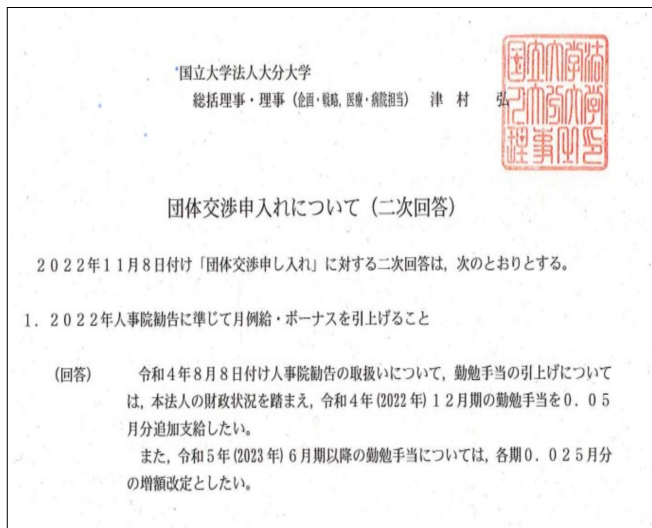 国立大学法人大分大学
総括理事・理事（企画・戦略，医療・病院担当） 津 村 弘
団体交渉申入れについて（二次回答）
２０２２年１１月８日付け「団体交渉申し入れ」に対する二次回答は，次のとおりとする。
１．２０２２年人事院勧告に準じて月例給・ボーナスを引上げること
(回答) 令和４年８月８日付け人事院勧告の取扱いについて，勤勉手当の引上げについて
は，本法人の財政状況を踏まえ，令和４年(2022年)１２月期の勤勉手当を０．０５
月分追加支給したい。
また，令和５年(2023年)６月期以降の勤勉手当については，各期０．０２５月分
の増額改定としたい。